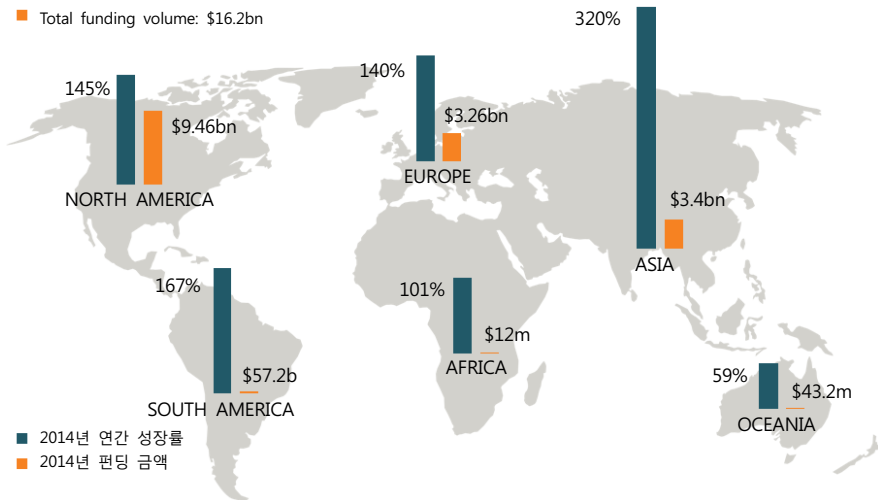 Total funding volume: $16.2bn
320%
145%
140%
$9.46bn
$3.26bn
EUROPE
NORTH AMERICA
$3.4bn
ASIA
167%
101%
$12m
AFRICA
$57.2b
SOUTH AMERICA
59%
$43.2m
OCEANIA
2014년 연간 성장률
2014년 펀딩 금액